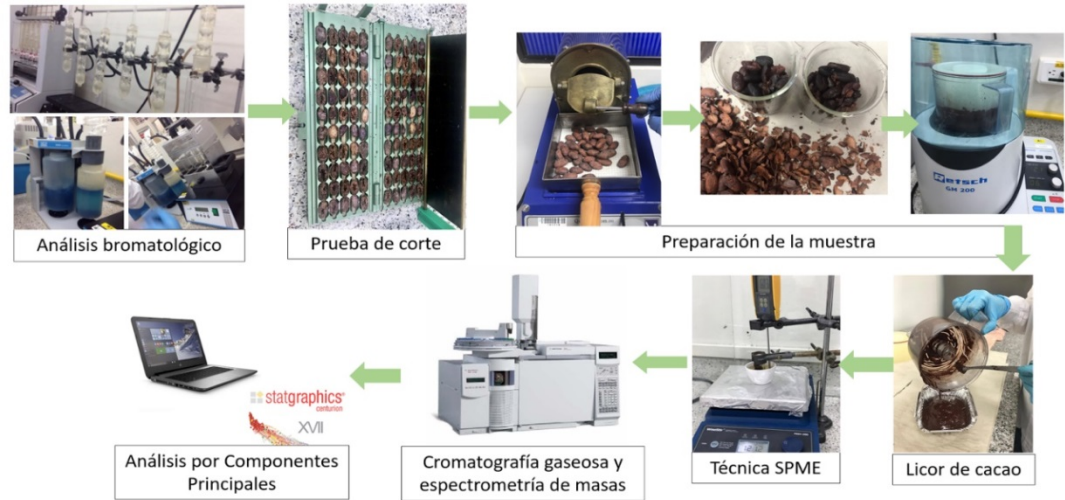 Análisis bromatológico
Prueba de corte
Preparación de la muestra
Retsch
GM 200
Análisis por Componentes
Principales
statgraphics
centurion
XVII
Cromatografía gaseosa y
espectrometría de masas
Técnica SPME
Licor de cacao